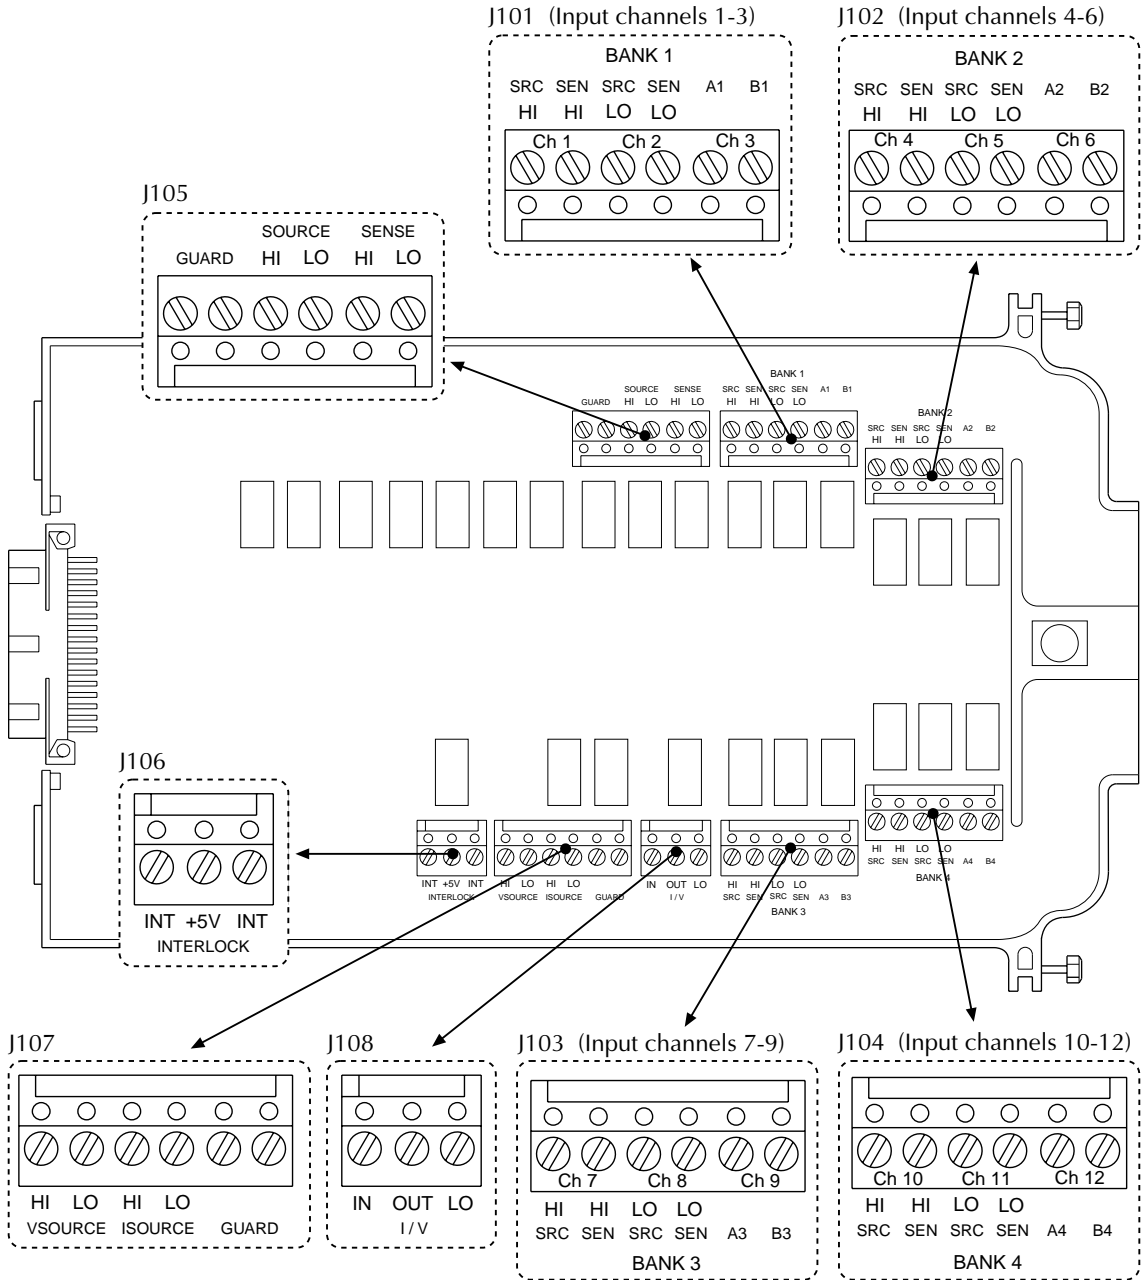 J101 (Input channels 1-3)
BANK 1
SRC SEN SRC SEN A1 B1
HI HI LO LO
Ch 1 Ch 2 Ch 3
J102 (Input channels 4-6)
BANK 2
SRC SEN SRC SEN A2 B2
HI HI LO LO
Ch 4 Ch 5 Ch 6
J105
SOURCE SENSE
GUARD HI LO HI LO
SOURCE SENSE
GUARD HI LO HI LO
BANK 1
SRC SEN SRC SEN A1 B1
HI HI LO LO
BANK 2
SRC SEN SRC SEN A2 B2
HI HI LO LO
J106
INT +5V INT
INTERLOCK
INT +5V INT
INTERLOCK
HI LO HI LO
VSOURCE ISOURCE GUARD
IN OUT LO
I / V
HI HI LO LO
SRC SEN SRC SEN A3 B3
BANK 3
HI HI LO LO
SRC SEN SRC SEN A4 B4
BANK 4
J107
HI LO HI LO
VSOURCE ISOURCE GUARD
J108
IN OUT LO
I / V
J103 (Input channels 7-9)
Ch 7 Ch 8 Ch 9
HI HI LO LO
SRC SEN SRC SEN A3 B3
BANK 3
J104 (Input channels 10-12)
Ch 10 Ch 11 Ch 12
HI HI LO LO
SRC SEN SRC SEN A4 B4
BANK 4